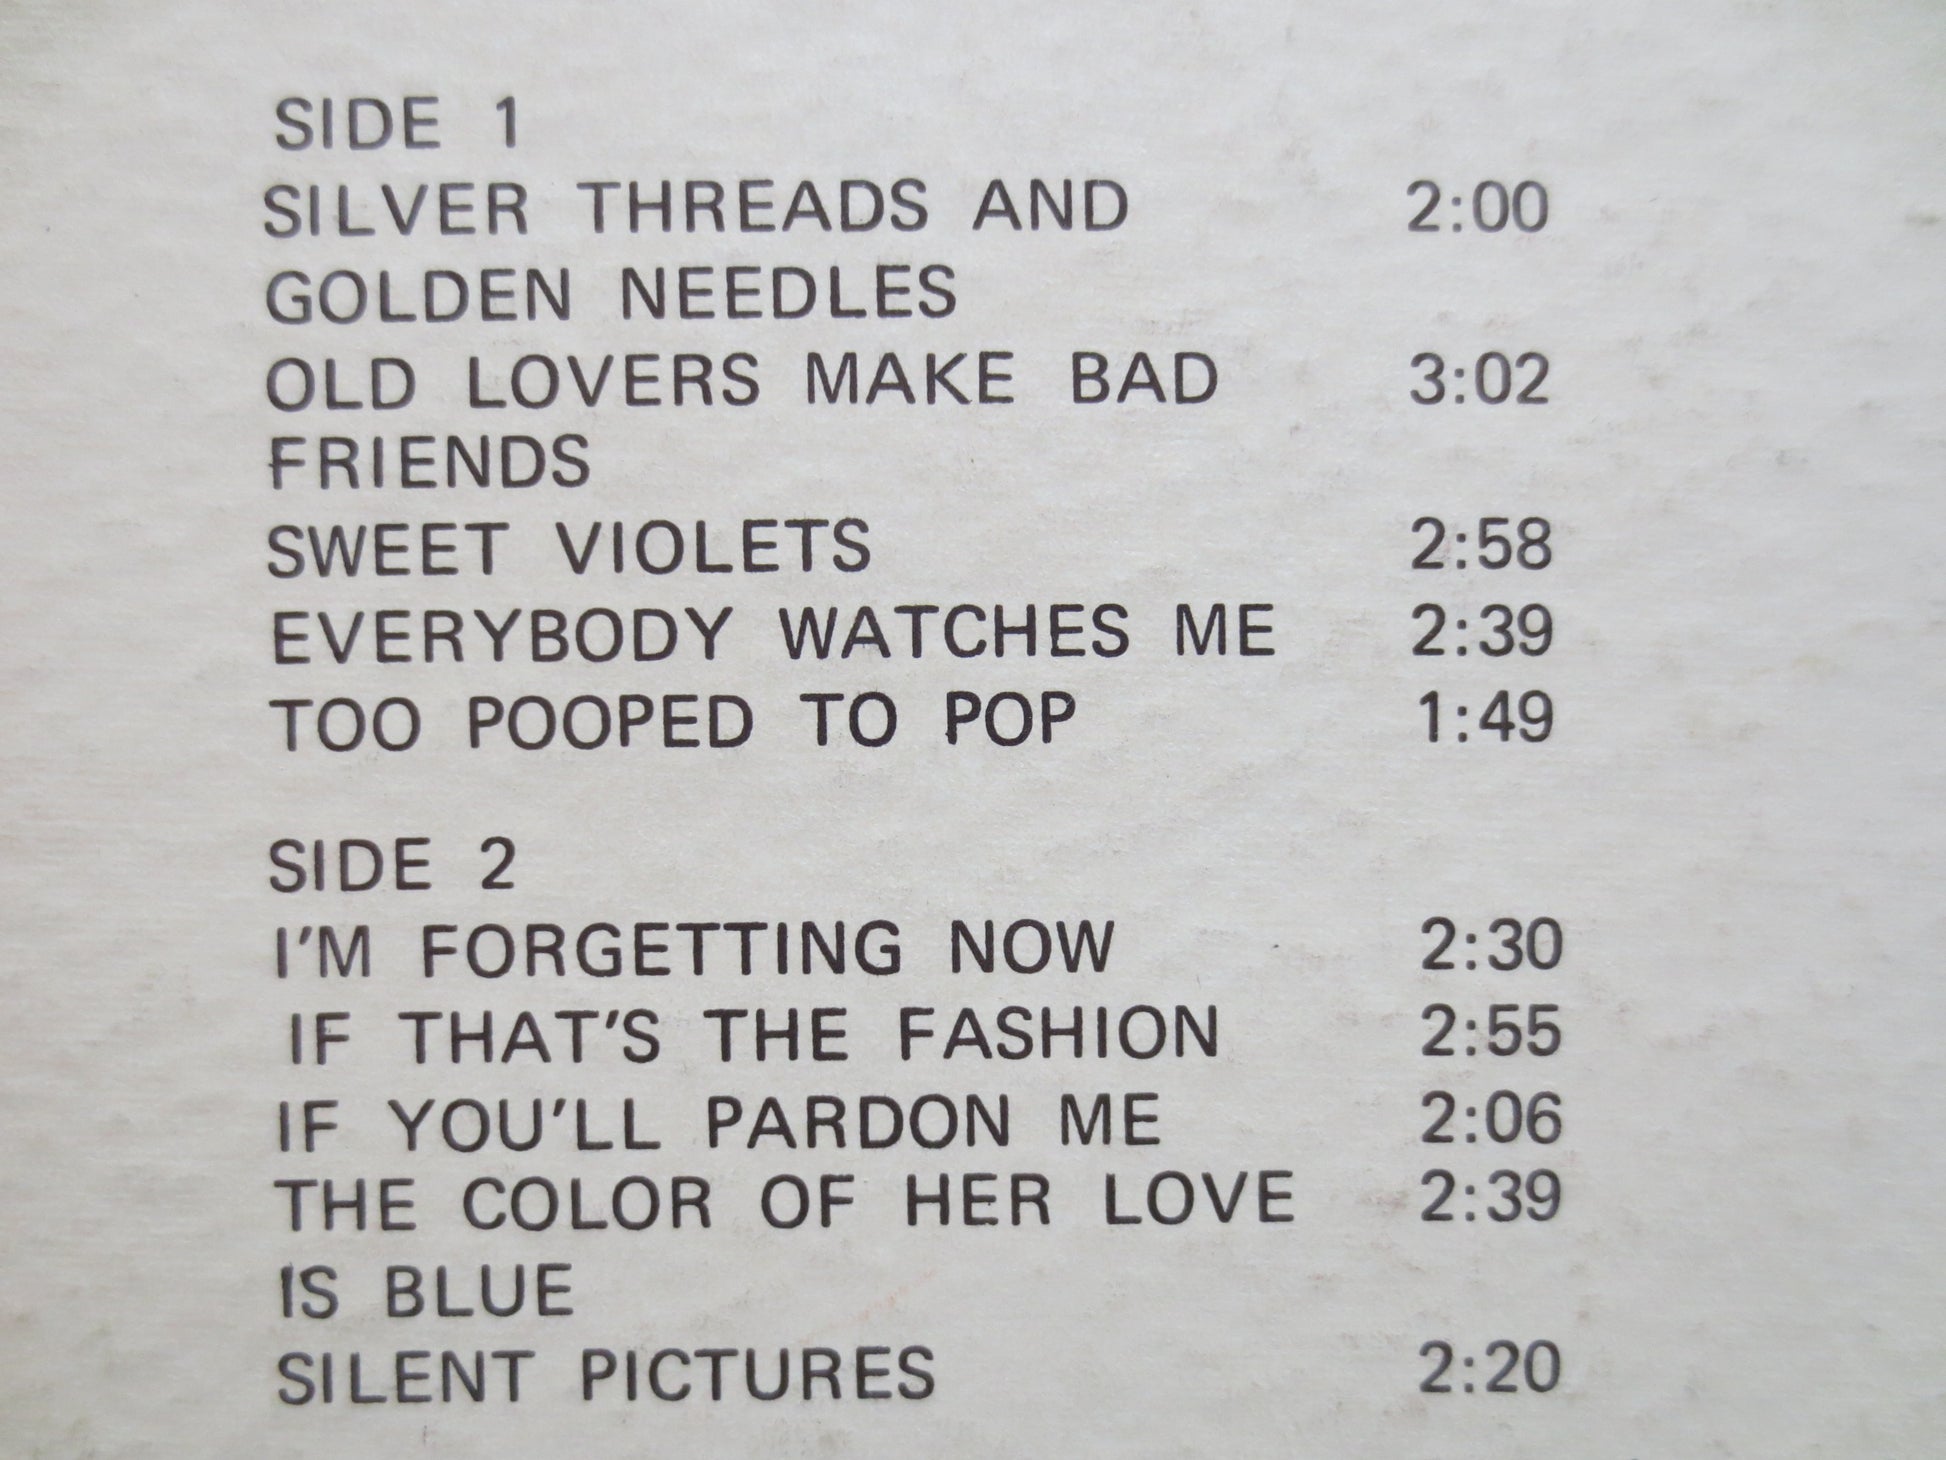 SIDE 1
SILVER THREADS AND 2:00
GOLDEN NEEDLES
OLD LOVERS MAKE BAD 3:02
FRIENDS
SWEET VIOLETS 2:58
EVERYBODY WATCHES ME 2:39
TOO POOPED TO POP 1:49
SIDE 2
I'M FORGETTING NOW 2:30
IF THAT'S THE FASHION 2:55
IF YOU'LL PARDON ME 2:06
THE COLOR OF HER LOVE 2:39
IS BLUE
SILENT PICTURES 2:20